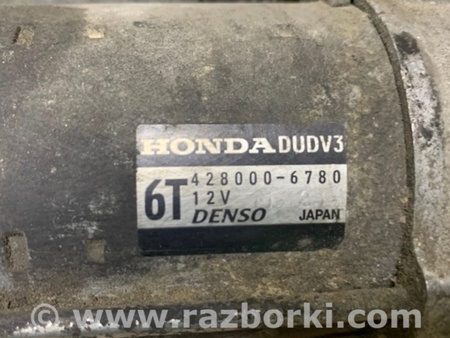 HONDA DUDV3
6T 428000-6780
12V
DENSO JAPAN
© www.razborki.com